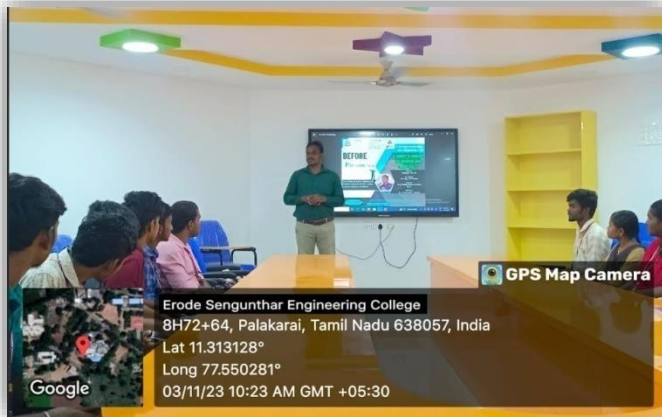 BEFORE
GPS Map Camera
Erode Sengunthar Engineering College
8H72+64, Palakarai, Tamil Nadu 638057, India
Lat 11.313128°
Long 77.550281°
03/11/23 10:23 AM GMT +05:30
Google